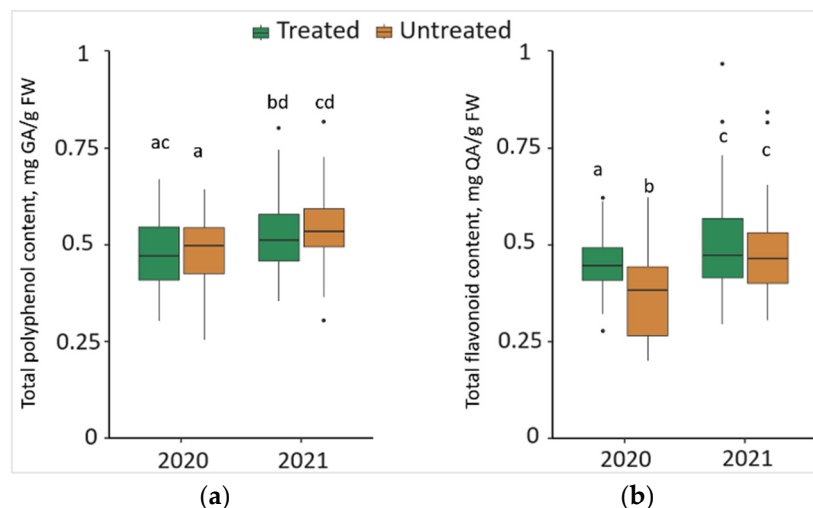 Treated Untreated
Total polyphenol content, mg GA/g FW
1
0.75
0.5
0.25
0
ac
a
bd
cd
2020 2021
(a)
Total flavonoid content, mg QA/g FW
1
0.75
0.5
0.25
0
a
b
c
c
2020 2021
(b)